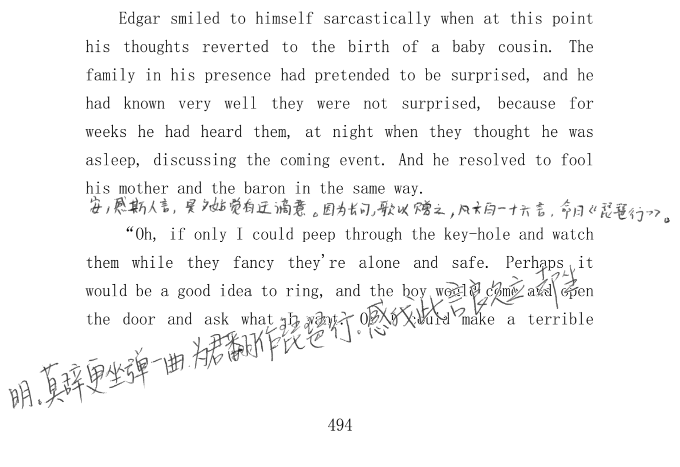 Edgar smiled to himself sarcastically when at this point
his thoughts reverted to the birth of a baby cousin. The
family in his presence had pretended to be surprised, and he
had known very well they were not surprised, because for
weeks he had heard them, at night when they thought he was
asleep, discussing the coming event. And he resolved to fool
his mother and the baron in the same way.
安,感斯人言,是夕始觉有迁谪意。因为长句,歌以赠之,凡六百一十六言,命曰《琵琶行》。
“Oh, if only I could peep through the key-hole and watch
them while they fancy they're alone and safe. Perhaps it
would be a good idea to ring, and the boy would come and open
the door and ask what I want. Or I could make a terrible
明。莫辞更坐弹一曲,为君翻作琵琶行。感我此言良久立,却坐
494